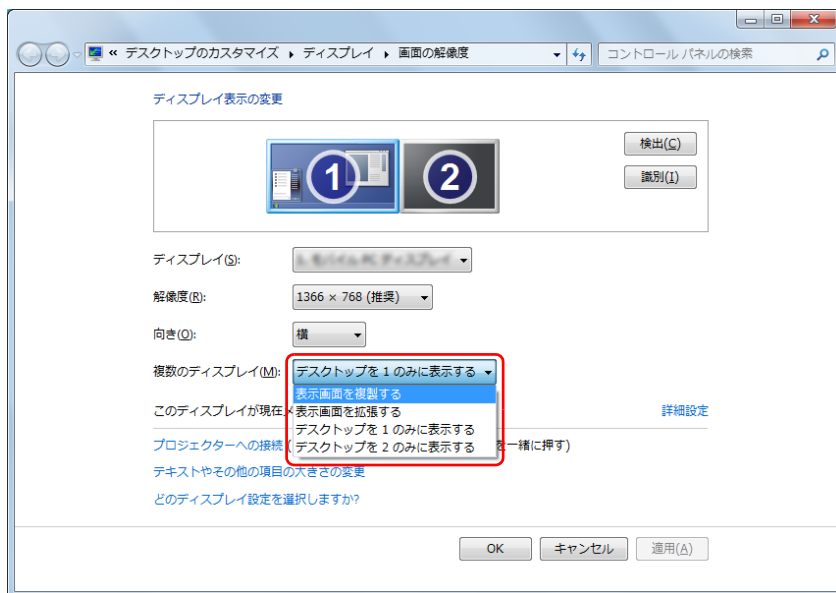 « デスクトップのカスタマイズ ▸ ディスプレイ ▸ 画面の解像度
コントロール パネルの検索
ディスプレイ表示の変更
1
2
検出(C)
識別(I)
ディスプレイ(S):
解像度(R): 1366 × 768 (推奨)
向き(O): 横
複数のディスプレイ(M): デスクトップを 1 のみに表示する
表示画面を複製する
このディスプレイが現在メ 表示画面を拡張する 詳細設定
デスクトップを 1 のみに表示する
プロジェクターへの接続 ( デスクトップを 2 のみに表示する を一緒に押す)
テキストやその他の項目の大きさの変更
どのディスプレイ設定を選択しますか?
OK キャンセル 適用(A)